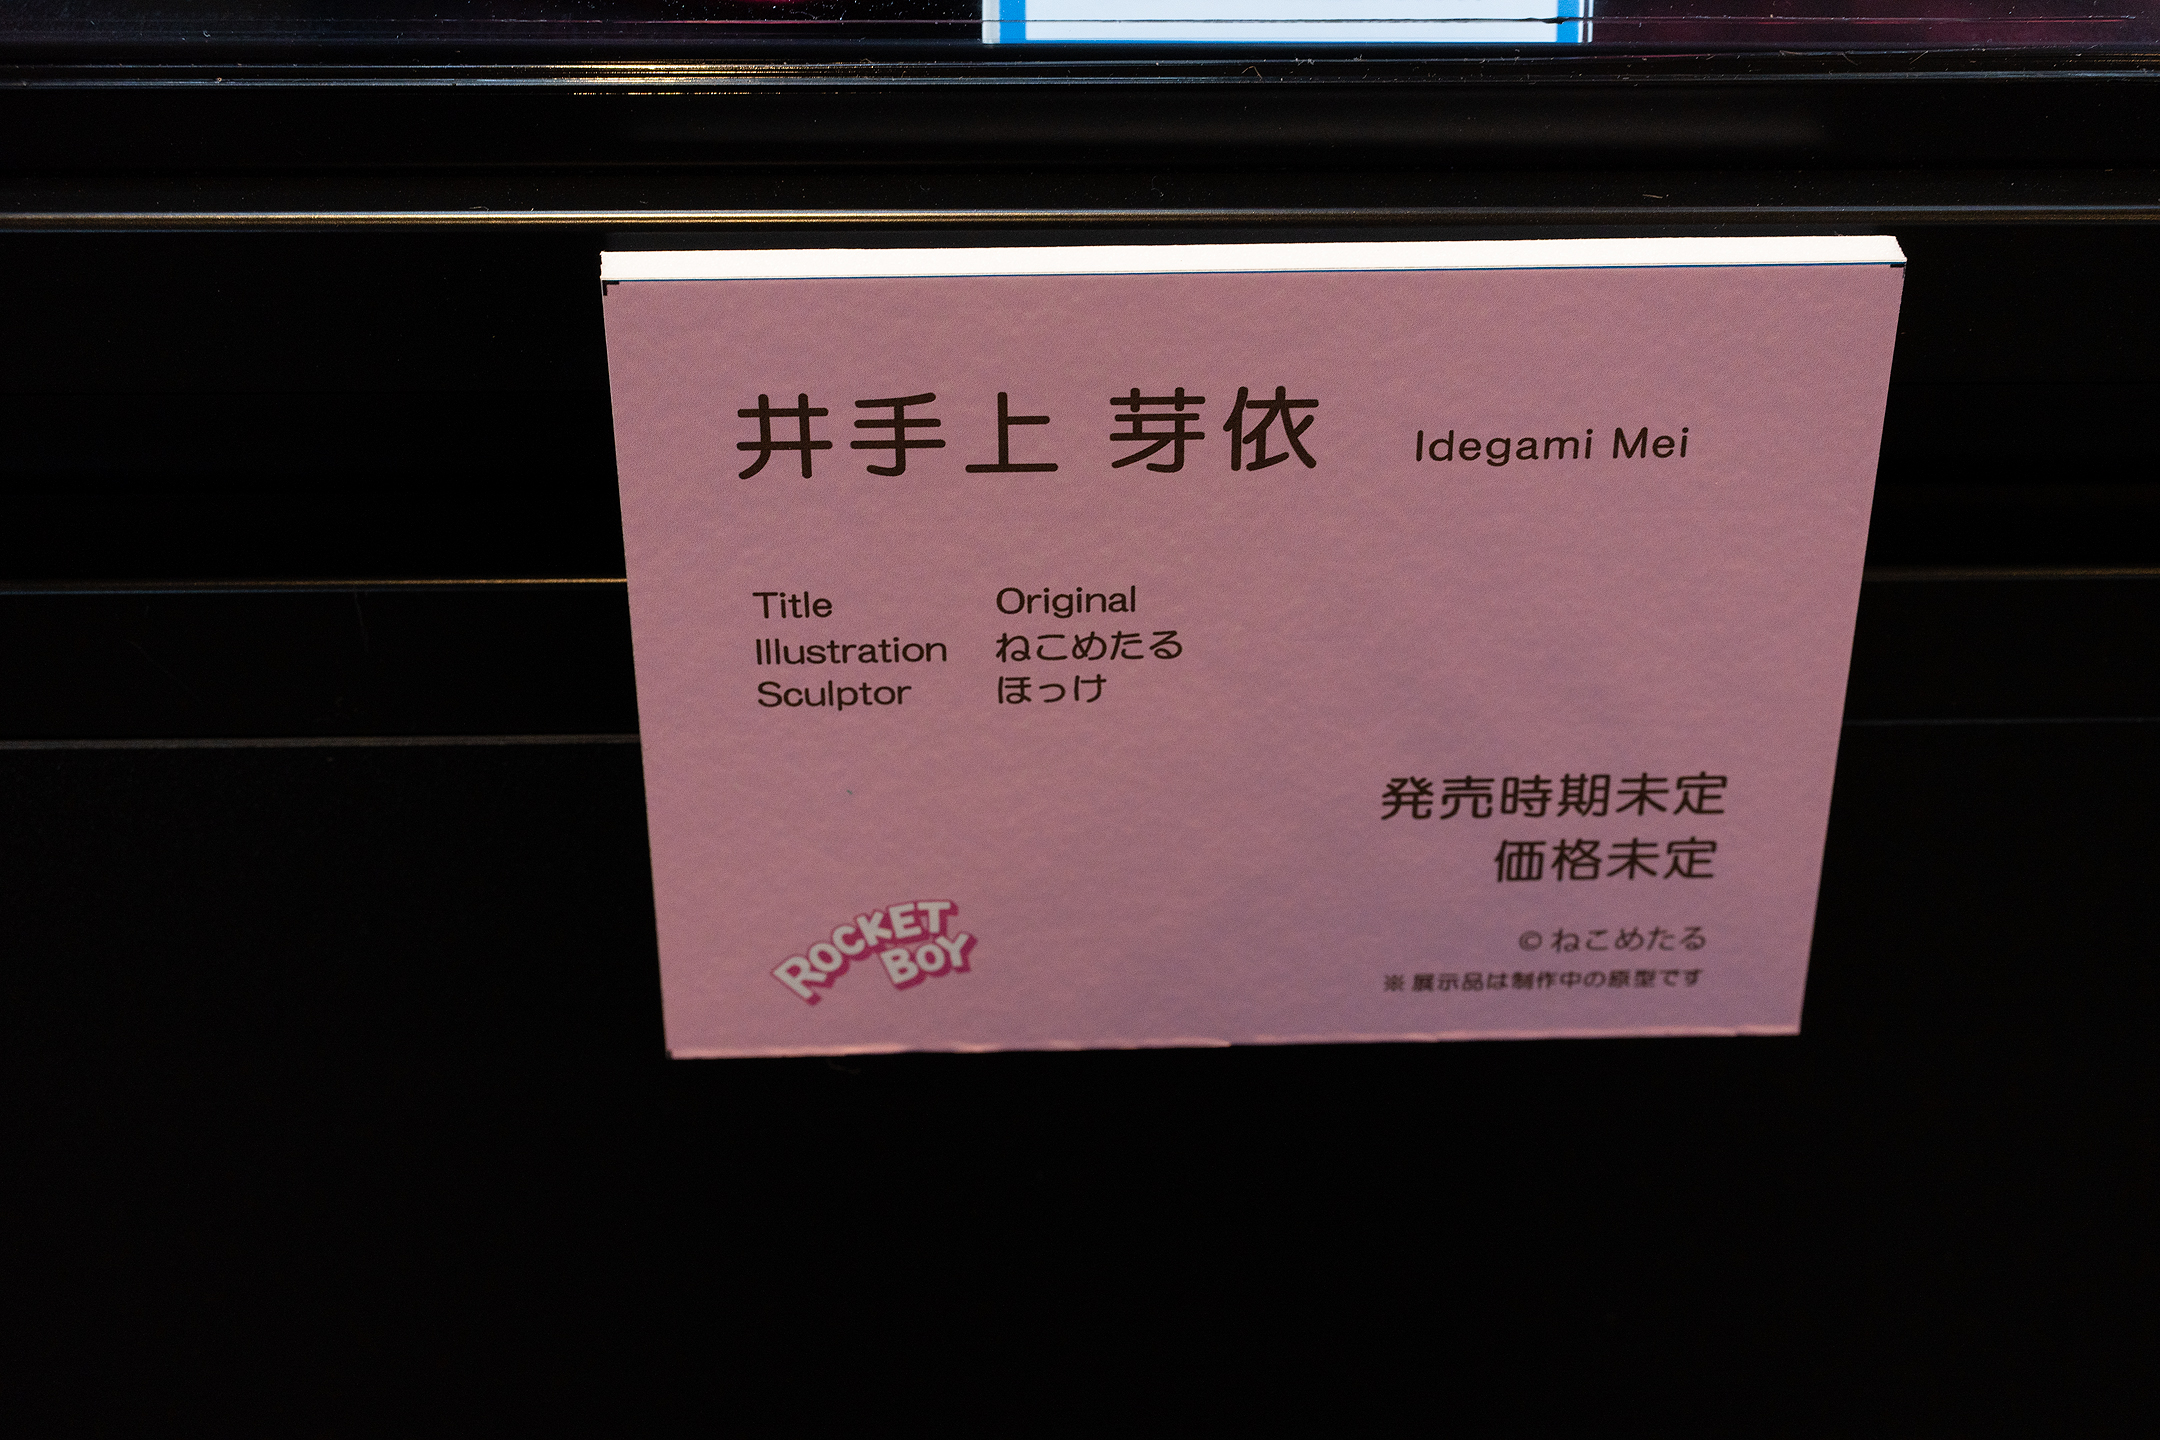 井手上 芽依 Idegami Mei
Title Original
Illustration ねこめたる
Sculptor ほっけ
発売時期未定
価格未定
ROCKET
BOY
© ねこめたる
※ 展示品は制作中の原型です